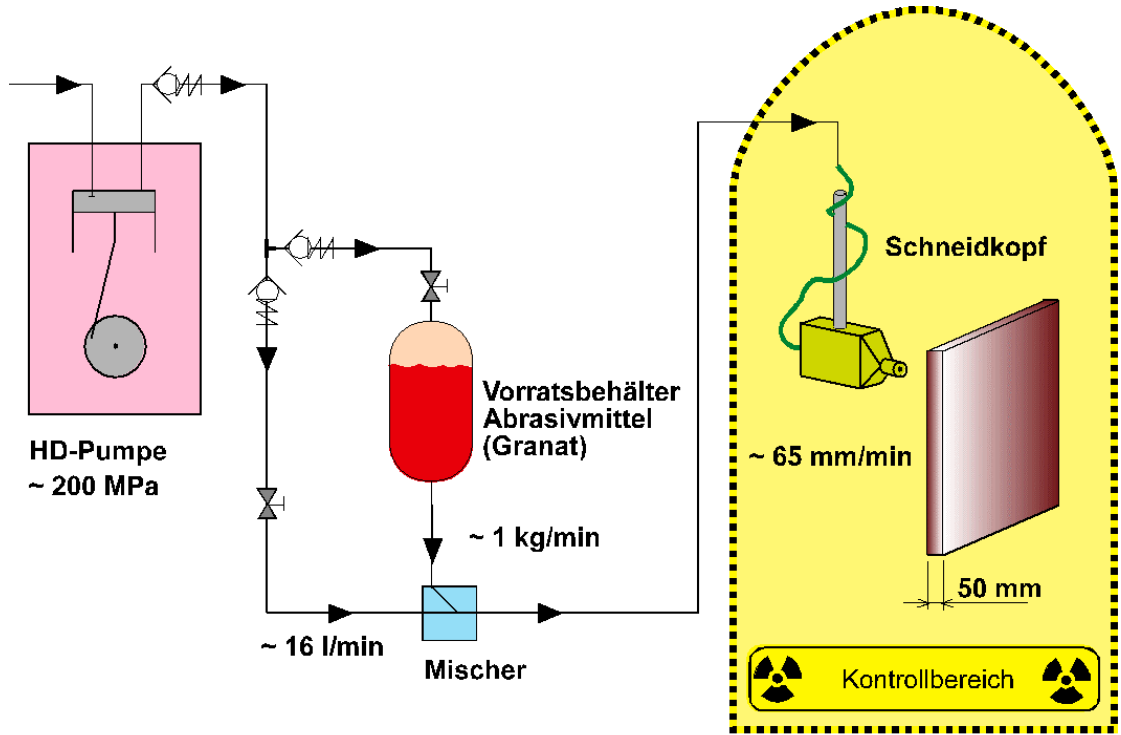 Schneidkopf
HD-Pumpe
~ 200 MPa
Vorratsbehälter
Abrasivmittel
(Granat)
~ 65 mm/min
~ 1 kg/min
50 mm
~ 16 l/min
Mischer
Kontrollbereich